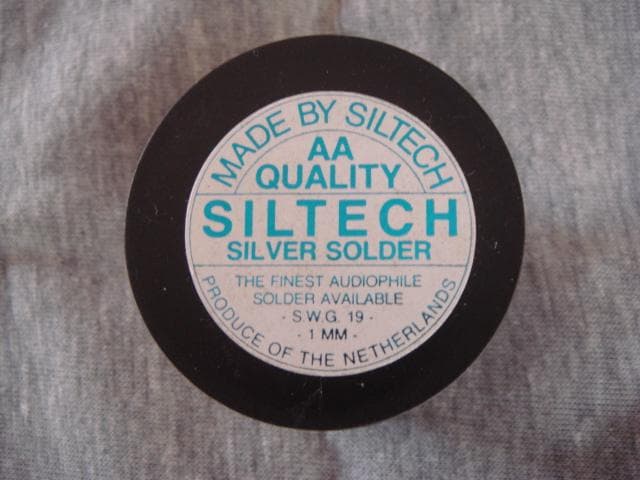 MADE BY SILTECH
AA
QUALITY
SILTECH
SILVER SOLDER
THE FINEST AUDIOPHILE
SOLDER AVAILABLE
- S.W.G. 19 -
- 1 MM -
PRODUCE OF THE NETHERLANDS